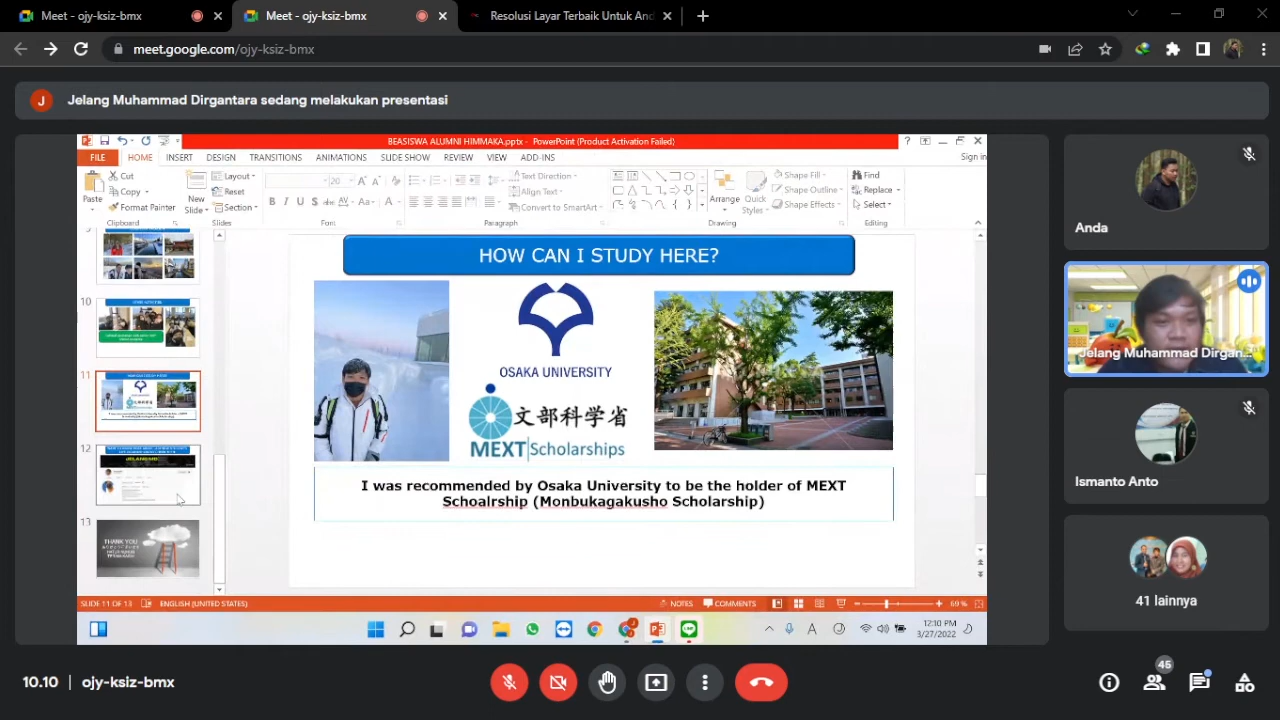 Meet - ojy-ksiz-bmx
Meet - ojy-ksiz-bmx
Resolusi Layar Terbaik Untuk And
meet.google.com/ojy-ksiz-bmx
J
Jelang Muhammad Dirgantara sedang melakukan presentasi
BEASISWA ALUMNI HIMMAKA.pptx - PowerPoint (Product Activation Failed)
FILE HOME INSERT DESIGN TRANSITIONS ANIMATIONS SLIDE SHOW REVIEW VIEW ADD-INS
Sign in
Paste
Cut
Copy
Format Painter
Clipboard
New
Slide
Layout
Reset
Section
Slides
20
Font
Text Direction
Align Text
Convert to SmartArt
Paragraph
Arrange
Quick
Styles
Shape Fill
Shape Outline
Shape Effects
Drawing
Find
Replace
Select
Editing
10
11
12
13
THANK YOU
HOW CAN I STUDY HERE?
OSAKA UNIVERSITY
文部科学省
MEXT Scholarships
I was recommended by Osaka University to be the holder of MEXT
Schoalrship (Monbukagakusho Scholarship)
SLIDE 11 OF 13
ENGLISH (UNITED STATES)
NOTES
COMMENTS
69 %
12:10 PM
3/27/2022
Anda
Jelang Muhammad Dirgan...
Ismanto Anto
41 lainnya
10.10 | ojy-ksiz-bmx
45